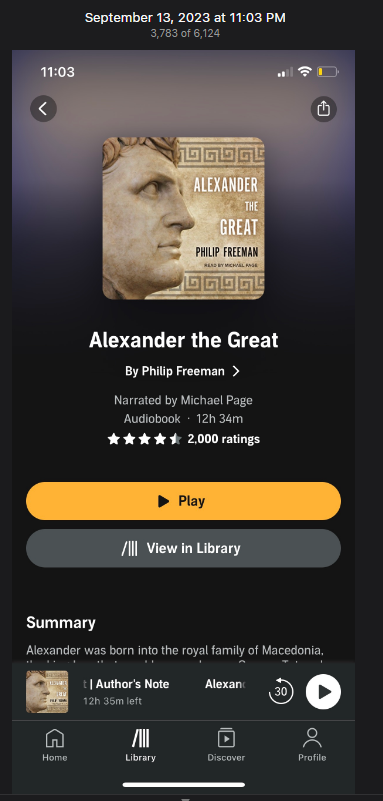 September 13, 2023 at 11:03 PM
3,783 of 6,124
11:03
ALEXANDER
THE
GREAT
PHILIP FREEMAN
READ BY MICHAEL PAGE
Alexander the Great
By Philip Freeman
Narrated by Michael Page
Audiobook · 12h 34m
2,000 ratings
Play
View in Library
Summary
Alexander was born into the royal family of Macedonia,
| Author's Note Alexan
12h 35m left
30
Home Library Discover Profile